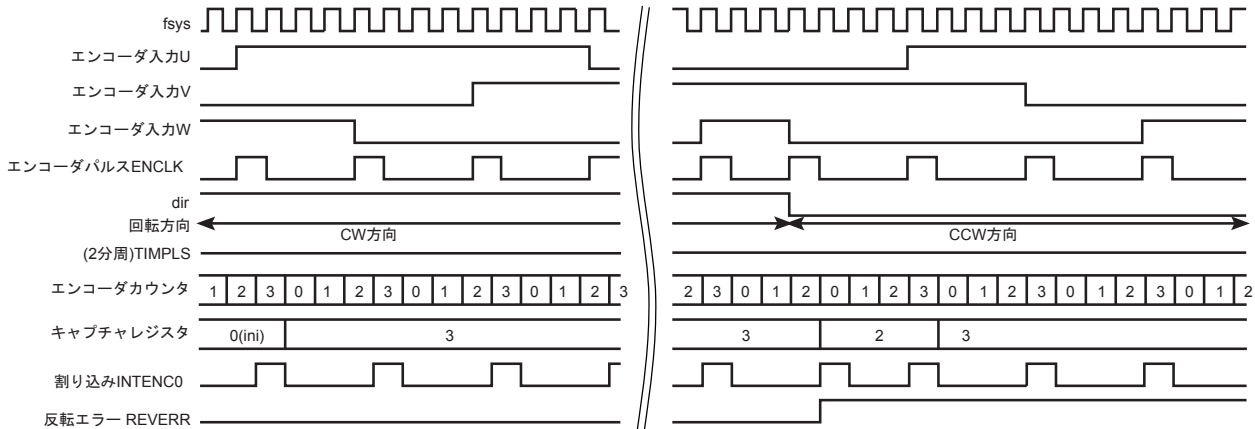 fsys
エンコーダ入力U
エンコーダ入力V
エンコーダ入力W
エンコーダパルスENCLK
dir
回転方向
CW方向
CCW方向
(2分周)TIMPLS
エンコーダカウンタ 1 2 3 0 1 2 3 0 1 2 3 0 1 2 3 2 3 0 1 2 0 1 2 3 0 1 2 3 0 1 2 3 0 1 2
キャプチャレジスタ 0(ini) 3 3 2 3
割り込みINTENC0
反転エラー REVERR